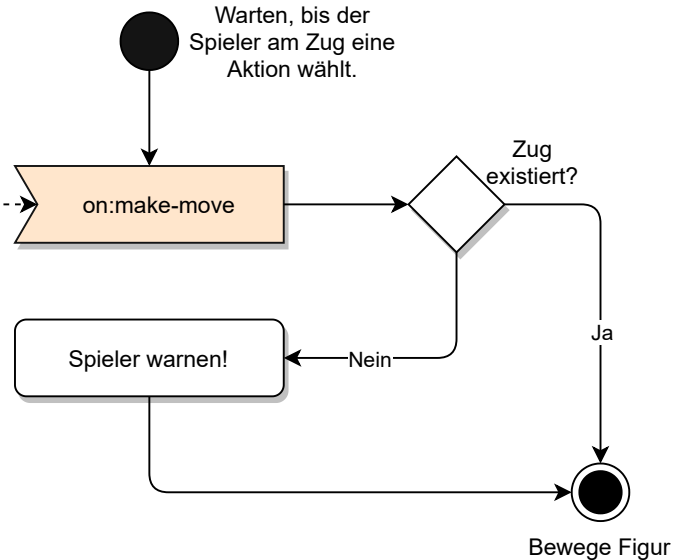 Warten, bis der
Spieler am Zug eine
Aktion wählt.
on:make-move
Zug
existiert?
Ja
Spieler warnen!
Nein
Bewege Figur